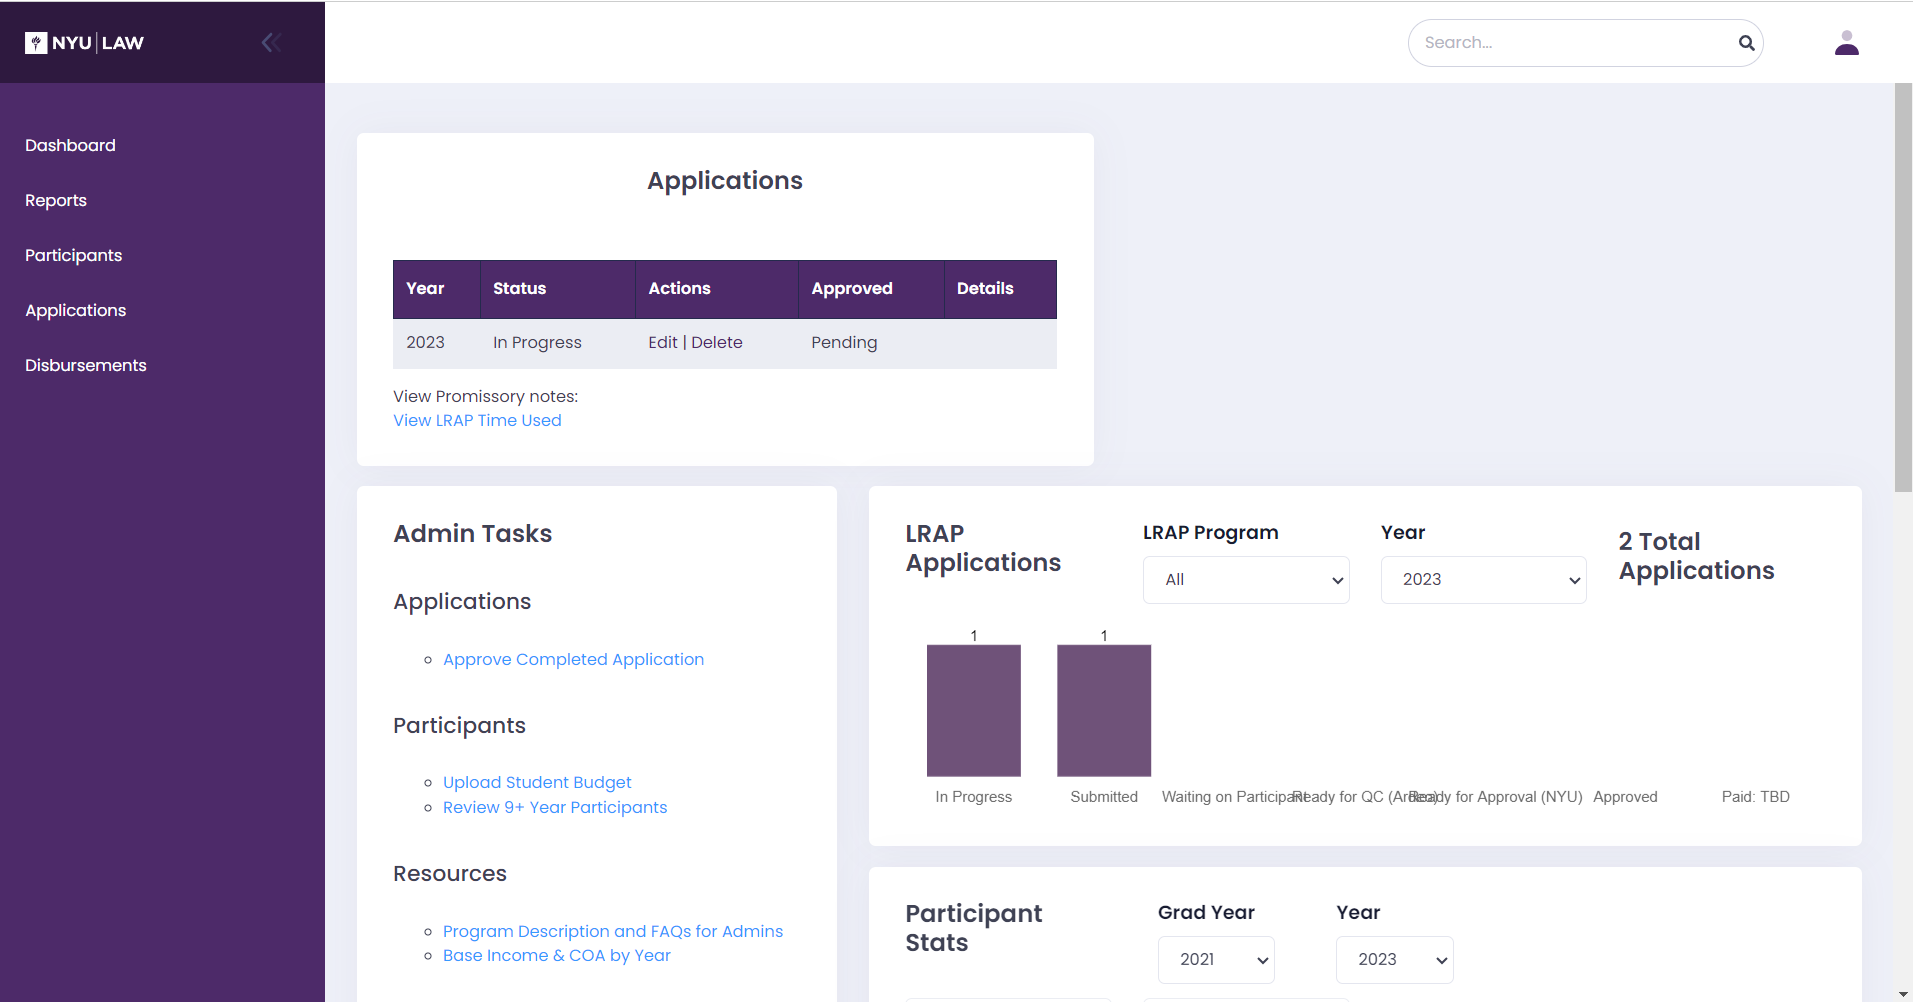 NYU LAW
Search...
Dashboard
Reports
Participants
Applications
Disbursements
Applications
Year Status Actions Approved Details
2023 In Progress Edit | Delete Pending
View Promissory notes:
View LRAP Time Used
Admin Tasks
Applications
Approve Completed Application
Participants
Upload Student Budget
Review 9+ Year Participants
Resources
Program Description and FAQs for Admins
Base Income & COA by Year
LRAP
Applications
LRAP Program
All
Year
2023
2 Total
Applications
1 1
In Progress Submitted Waiting on Participant Ready for QC (Arden) Ready for Approval (NYU) Approved Paid: TBD
Participant
Stats
Grad Year
2021
Year
2023